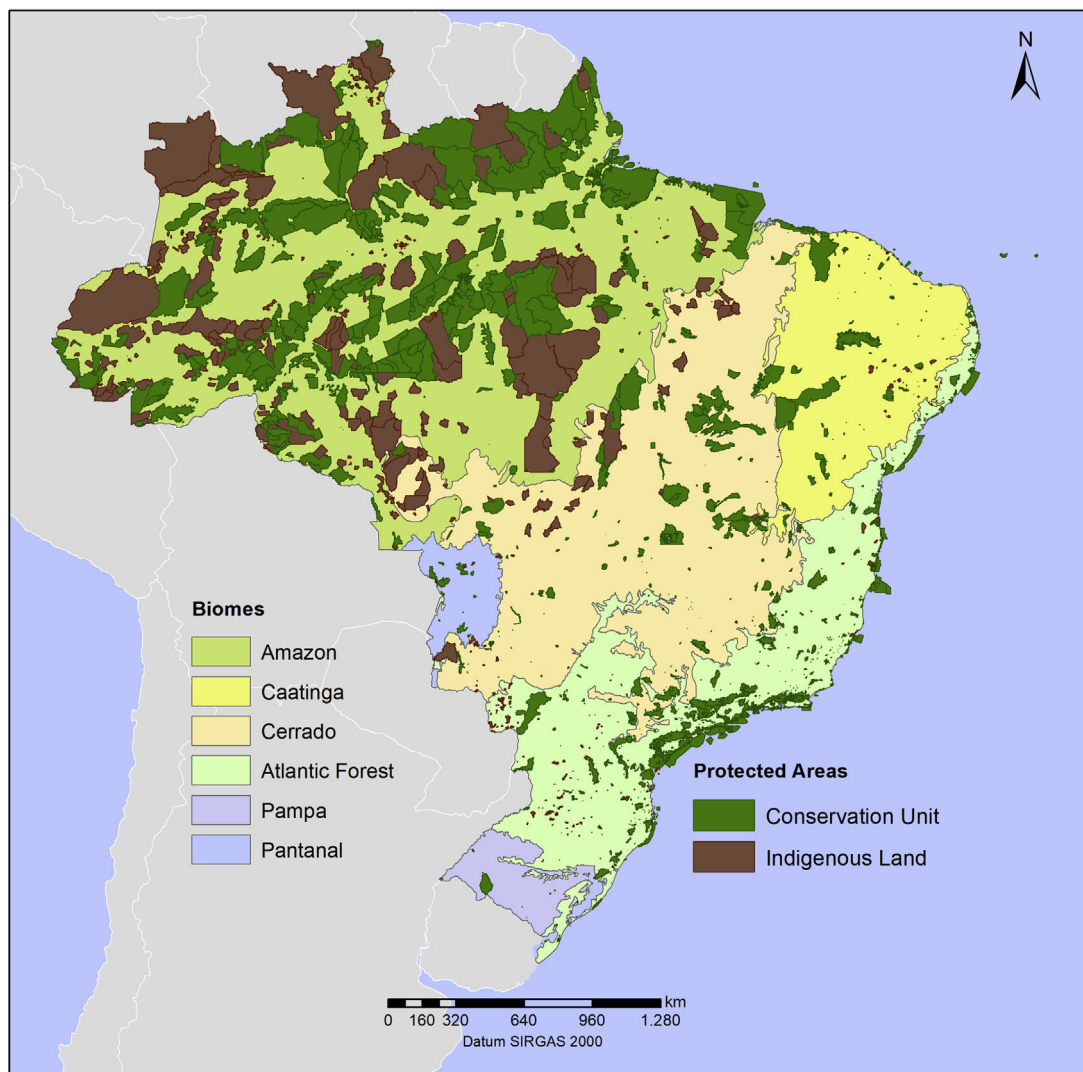 N
Biomes
Amazon
Caatinga
Cerrado
Atlantic Forest
Pampa
Pantanal
Protected Areas
Conservation Unit
Indigenous Land
km
0 160 320 640 960 1.280
Datum SIRGAS 2000